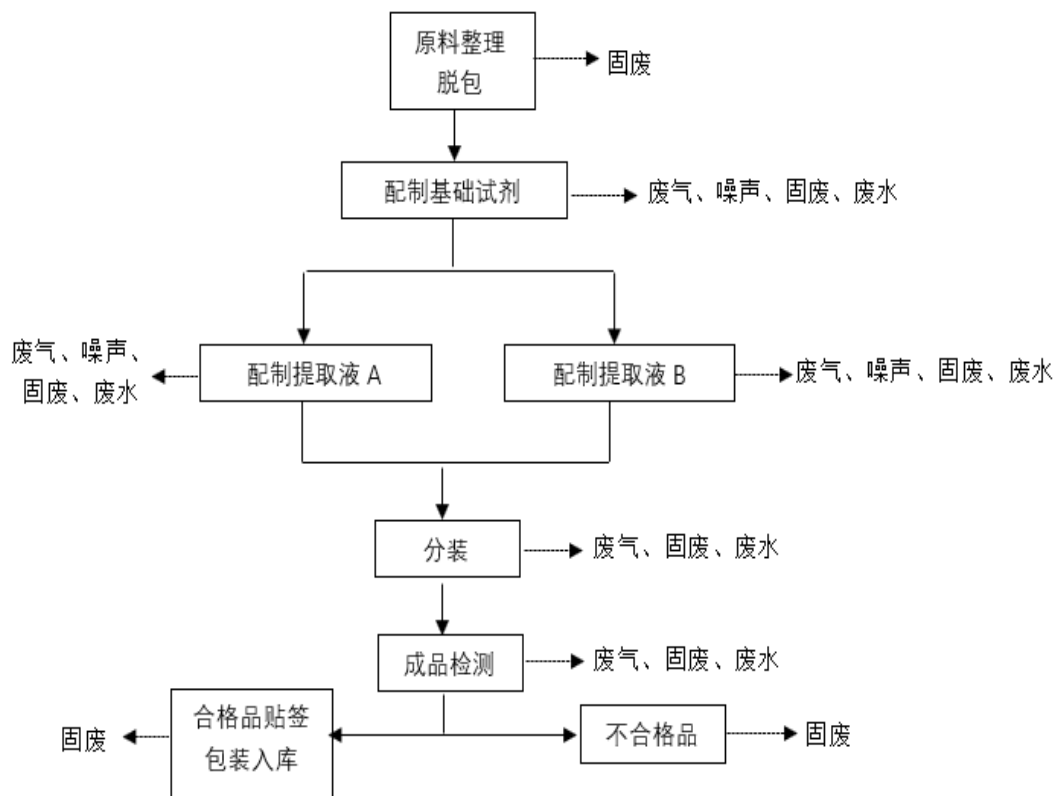 原料整理
脱包
固废
配制基础试剂
废气、噪声、固废、废水
废气、噪声、
固废、废水
配制提取液 A
配制提取液 B
废气、噪声、固废、废水
分装
废气、固废、废水
成品检测
废气、固废、废水
固废
合格品贴签
包装入库
不合格品
固废